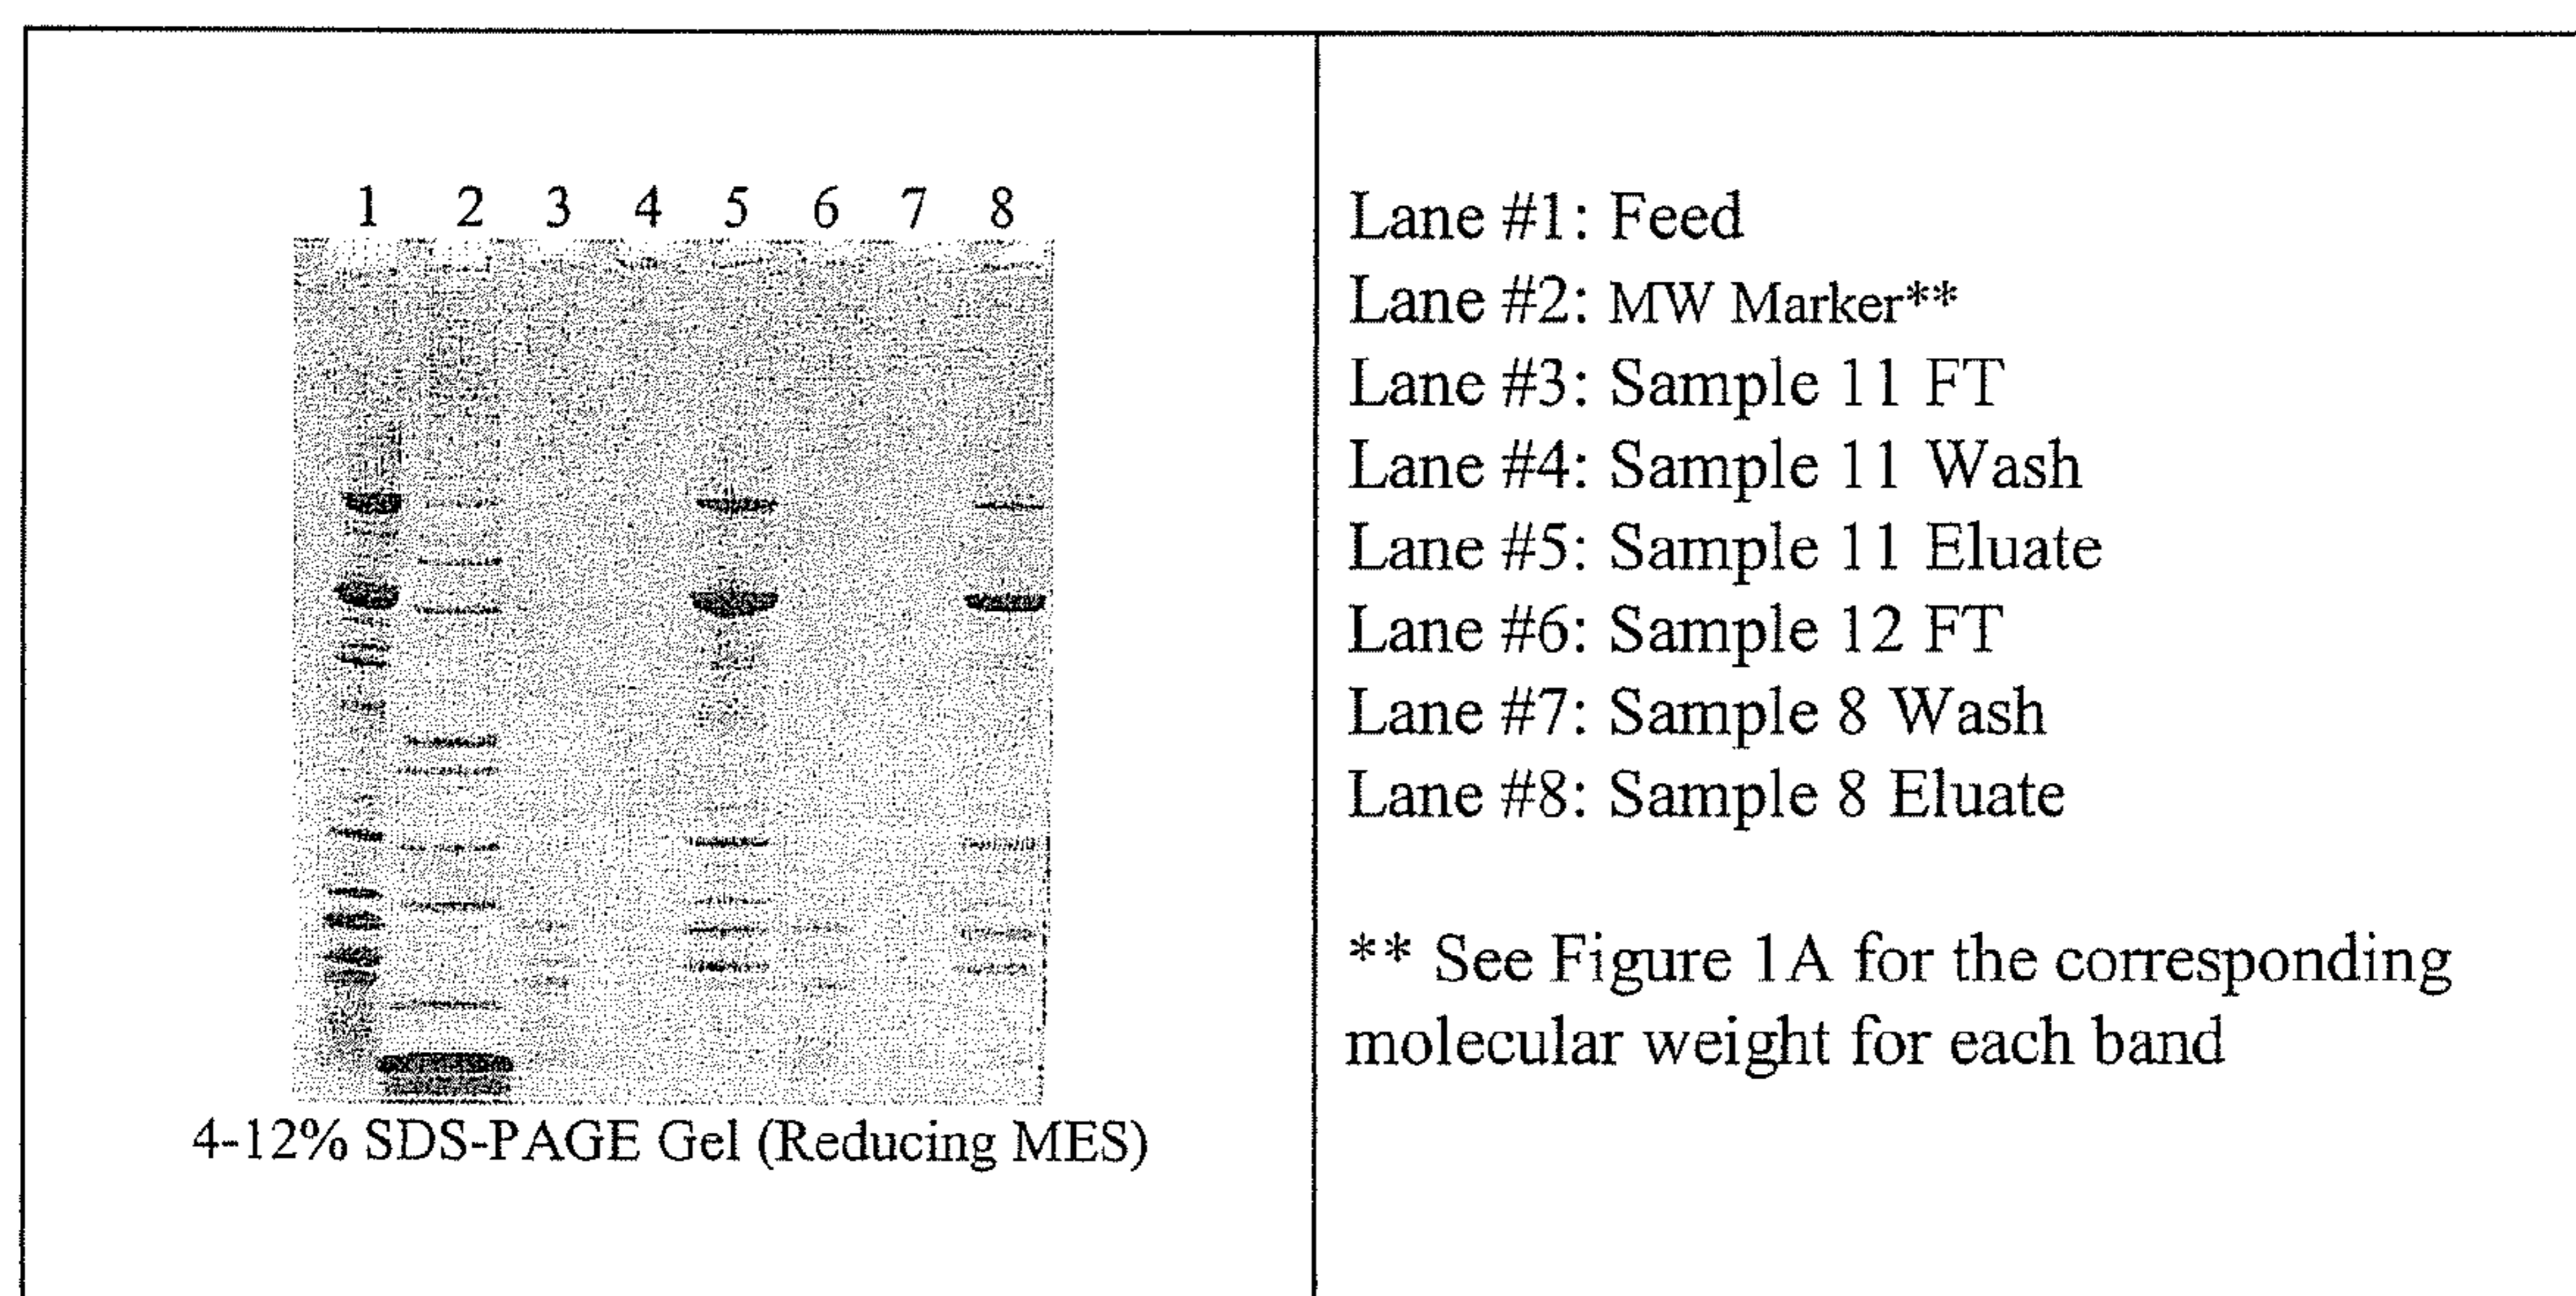 1 2 3 4 5 6 7 8
4-12% SDS-PAGE Gel (Reducing MES)
Lane #1: Feed
Lane #2: MW Marker**
Lane #3: Sample 11 FT
Lane #4: Sample 11 Wash
Lane #5: Sample 11 Eluate
Lane #6: Sample 12 FT
Lane #7: Sample 8 Wash
Lane #8: Sample 8 Eluate
** See Figure 1A for the corresponding
molecular weight for each band